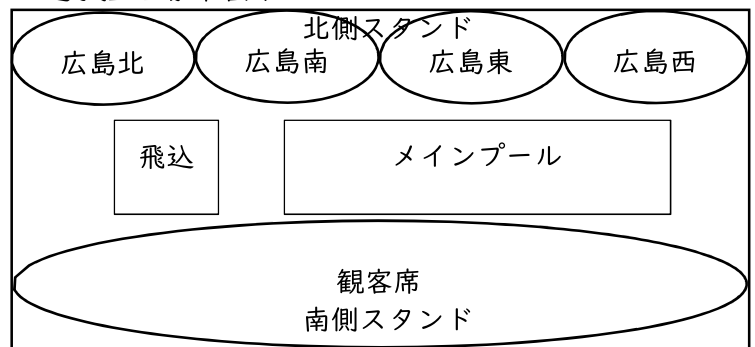 北側スタンド
広島北 広島南 広島東 広島西
飛込 メインプール
観客席
南側スタンド